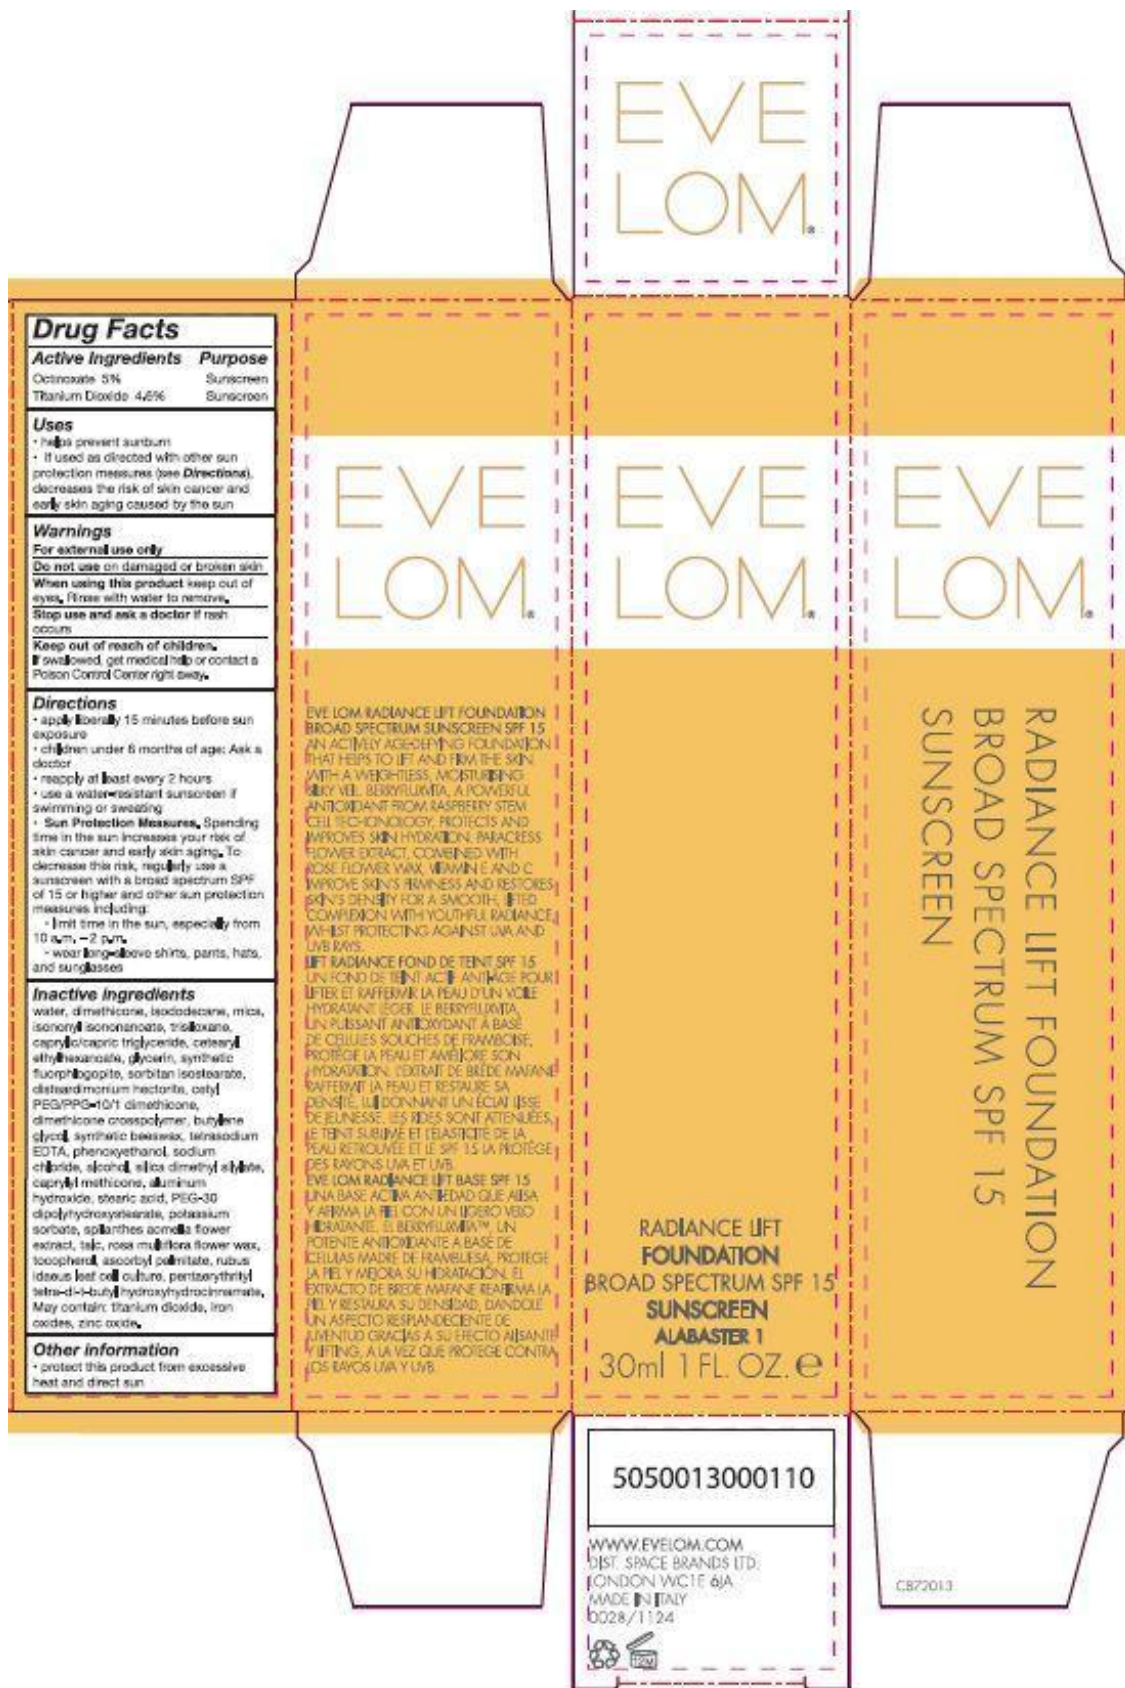 EVE
LOM®
Drug Facts
Active Ingredients Purpose
Octinoxate 5% Sunscreen
Titanium Dioxide 4.6% Sunscreen
Uses
• helps prevent sunburn
• If used as directed with other sun
protection measures (see Directions),
decreases the risk of skin cancer and
early skin aging caused by the sun
Warnings
For external use only
Do not use on damaged or broken skin
When using this product keep out of
eyes. Rinse with water to remove.
Stop use and ask a doctor if rash
occurs
Keep out of reach of children.
If swallowed, get medical help or contact a
Poison Control Center right away.
Directions
• apply liberally 15 minutes before sun
exposure
• children under 6 months of age: Ask a
doctor
• reapply at least every 2 hours
• use a water-resistant sunscreen if
swimming or sweating
• Sun Protection Measures. Spending
time in the sun increases your risk of
skin cancer and early skin aging. To
decrease this risk, regularly use a
sunscreen with a broad spectrum SPF
of 15 or higher and other sun protection
measures including:
- limit time in the sun, especially from
10 a.m. – 2 p.m.
- wear long-sleeve shirts, pants, hats,
and sunglasses
Inactive ingredients
water, dimethicone, isododecane, mica,
isononyl isononanoate, trisiloxane,
caprylic/capric triglyceride, cetearyl
ethylhexanoate, glycerin, synthetic
fluorphlogopite, sorbitan isostearate,
disteardimonium hectorite, cetyl
PEG/PPG-10/1 dimethicone,
dimethicone crosspolymer, butylene
glycol, synthetic beeswax, tetrasodium
EDTA, phenoxyethanol, sodium
chloride, alcohol, silica dimethyl silylate,
caprylyl methicone, aluminum
hydroxide, stearic acid, PEG-30
dipolyhydroxystearate, potassium
sorbate, spilanthes acmella flower
extract, talc, rosa multiflora flower wax,
tocopherol, ascorbyl palmitate, rubus
idaeus leaf cell culture, pentaerythrityl
tetra-di-t-butyl hydroxyhydrocinnamate.
May contain: titanium dioxide, iron
oxides, zinc oxide.
Other information
• protect this product from excessive
heat and direct sun
EVE
LOM®
EVE LOM RADIANCE LIFT FOUNDATION
BROAD SPECTRUM SUNSCREEN SPF 15
AN ACTIVELY AGE-DEFYING FOUNDATION
THAT HELPS TO LIFT AND FIRM THE SKIN
WITH A WEIGHTLESS, MOISTURISING
SILKY VEIL. BERRYFLUXVITA, A POWERFUL
ANTIOXIDANT FROM RASPBERRY STEM
CELL TECHONOLOGY, PROTECTS AND
IMPROVES SKIN HYDRATION. PARACRESS
FLOWER EXTRACT, COMBINED WITH
ROSE FLOWER WAX, VITAMIN E AND C
IMPROVE SKIN'S FIRMNESS AND RESTORES
SKIN'S DENSITY FOR A SMOOTH, LIFTED
COMPLEXION WITH YOUTHFUL RADIANCE,
WHILST PROTECTING AGAINST UVA AND
UVB RAYS.
LIFT RADIANCE FOND DE TEINT SPF 15
UN FOND DE TEINT ACTIF ANTI-ÂGE POUR
LIFTER ET RAFFERMIR LA PEAU D'UN VOILE
HYDRATANT LÉGER. LE BERRYFLUXVITA,
UN PUISSANT ANTIOXYDANT À BASE
DE CELLULES SOUCHES DE FRAMBOISE,
PROTÈGE LA PEAU ET AMÉLIORE SON
HYDRATATION. L'EXTRAIT DE BRÈDE MAFANE
RAFFERMIT LA PEAU ET RESTAURE SA
DENSITÉ, LUI DONNANT UN ÉCLAT LISSE
DE JEUNESSE. LES RIDES SONT ATTENUÉES,
LE TEINT SUBLIMÉ ET L'ÉLASTICITE DE LA
PEAU RETROUVÉE ET LE SPF 15 LA PROTÈGE
DES RAYONS UVA ET UVB.
EVE LOM RADIANCE LIFT BASE SPF 15
UNA BASE ACTIVA ANTI-EDAD QUE ALISA
Y AFIRMA LA PIEL CON UN LIGERO VELO
HIDRATANTE. EL BERRYFLUXVITA™, UN
POTENTE ANTIOXIDANTE A BASE DE
CÉLULAS MADRE DE FRAMBUESA, PROTEGE
LA PIEL Y MEJORA SU HIDRATACIÓN. EL
EXTRACTO DE BREDE MAFANE REAFIRMA LA
PIEL Y RESTAURA SU DENSIDAD, DANDOLE
UN ASPECTO RESPLANDECIENTE DE
JUVENTUD GRACIAS A SU EFECTO ALISANTE
Y LIFTING, A LA VEZ QUE PROTEGE CONTRA
LOS RAYOS UVA Y UVB.
EVE
LOM®
RADIANCE LIFT
FOUNDATION
BROAD SPECTRUM SPF 15
SUNSCREEN
ALABASTER 1
30ml 1 FL. OZ. ℮
EVE
LOM®
RADIANCE LIFT FOUNDATION
BROAD SPECTRUM SPF 15
SUNSCREEN
5050013000110
WWW.EVELOM.COM
DIST. SPACE BRANDS LTD.
LONDON WC1E 6JA
MADE IN ITALY
0028/1124
12M
CB72013